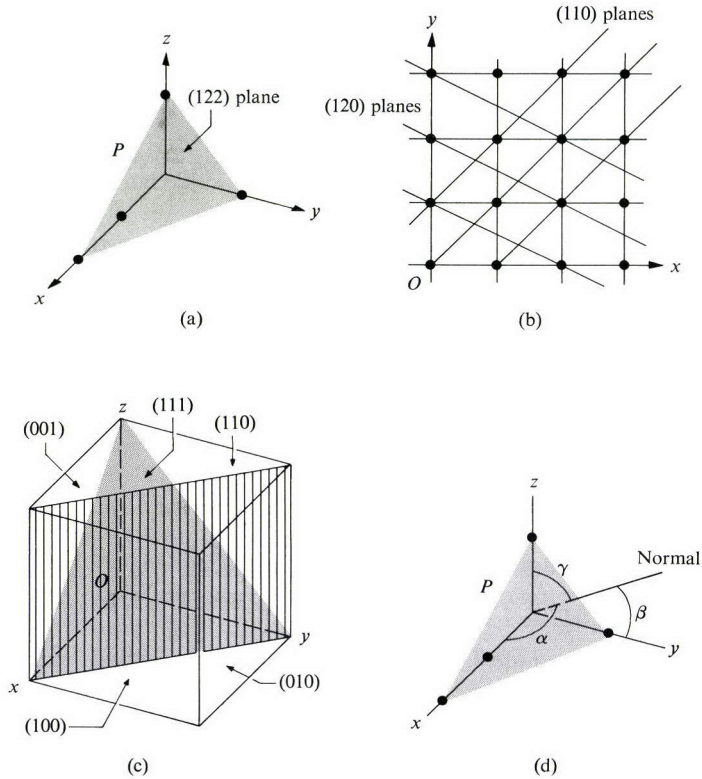 z
(122) plane
P
y
x
(a)
y
(110) planes
(120) planes
O
x
(b)
z
(111)
(001)
(110)
O
y
x
(010)
(100)
(c)
z
Normal
γ
P
β
α
y
x
(d)